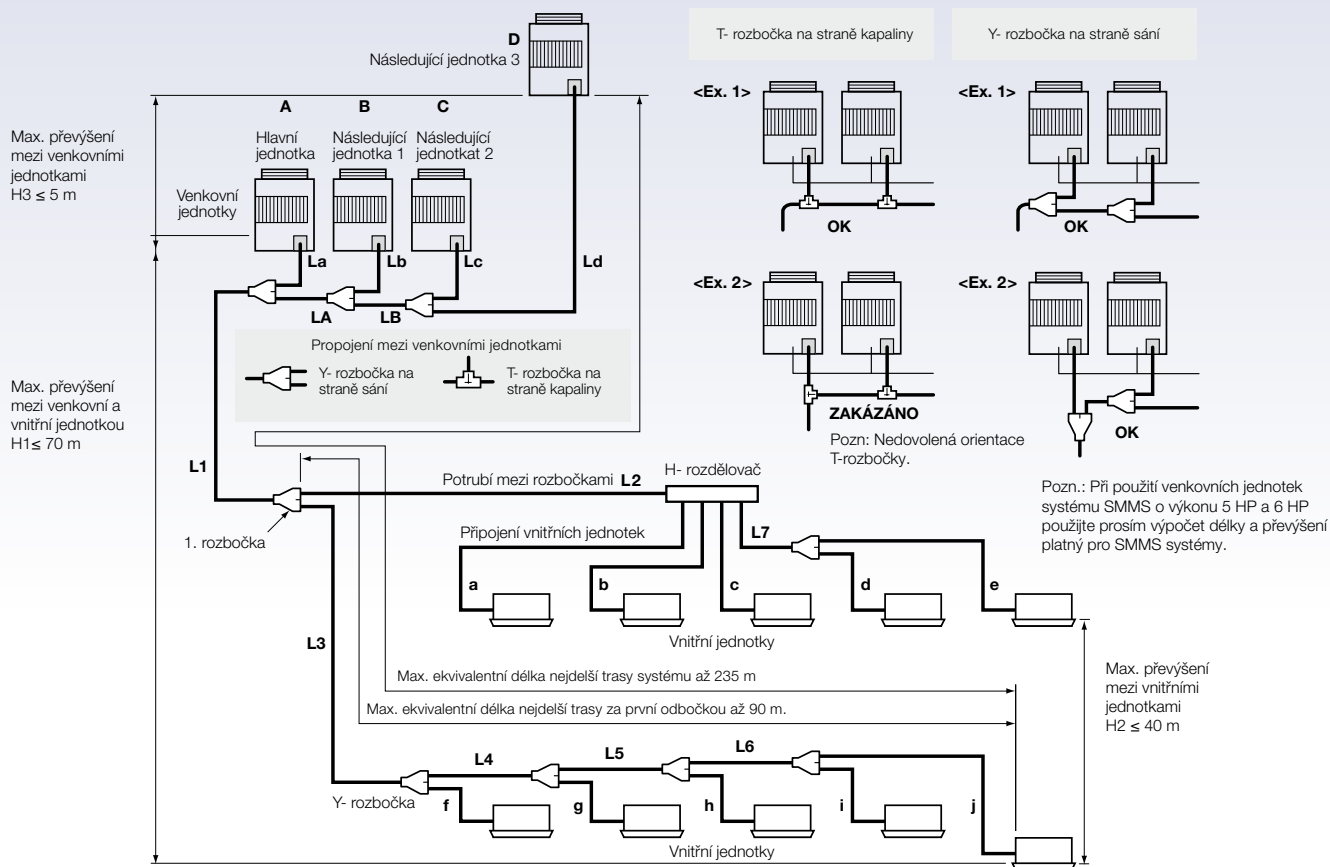 D
Následující jednotka 3
Max. převýšení
mezi venkovními
jednotkami
H3 ≤ 5 m
A
B
C
Hlavní
jednotka
Následující
jednotka 1
Následující
jednotkat 2
Venkovní
jednotky
La
Lb
Lc
Ld
LA
LB
Propojení mezi venkovními jednotkami
Y- rozbočka na
straně sání
T- rozbočka na
straně kapaliny
Max. převýšení
mezi venkovní a
vnitřní jednotkou
H1≤ 70 m
T- rozbočka na straně kapaliny
Y- rozbočka na straně sání
<Ex. 1>
OK
<Ex. 1>
OK
<Ex. 2>
ZAKÁZÁNO
Pozn: Nedovolená orientace
T-rozbočky.
<Ex. 2>
OK
Pozn.: Při použití venkovních jednotek
systému SMMS o výkonu 5 HP a 6 HP
použijte prosím výpočet délky a převýšení
platný pro SMMS systémy.
L1
1. rozbočka
Potrubí mezi rozbočkami L2
H- rozdělovač
Připojení vnitřních jednotek
L7
a
b
c
d
e
Vnitřní jednotky
L3
Max. ekvivalentní délka nejdelší trasy systému až 235 m
Max. ekvivalentní délka nejdelší trasy za první odbočkou až 90 m.
Max. převýšení
mezi vnitřními
jednotkami
H2 ≤ 40 m
L4
L5
L6
Y- rozbočka
f
g
h
i
j
Vnitřní jednotky